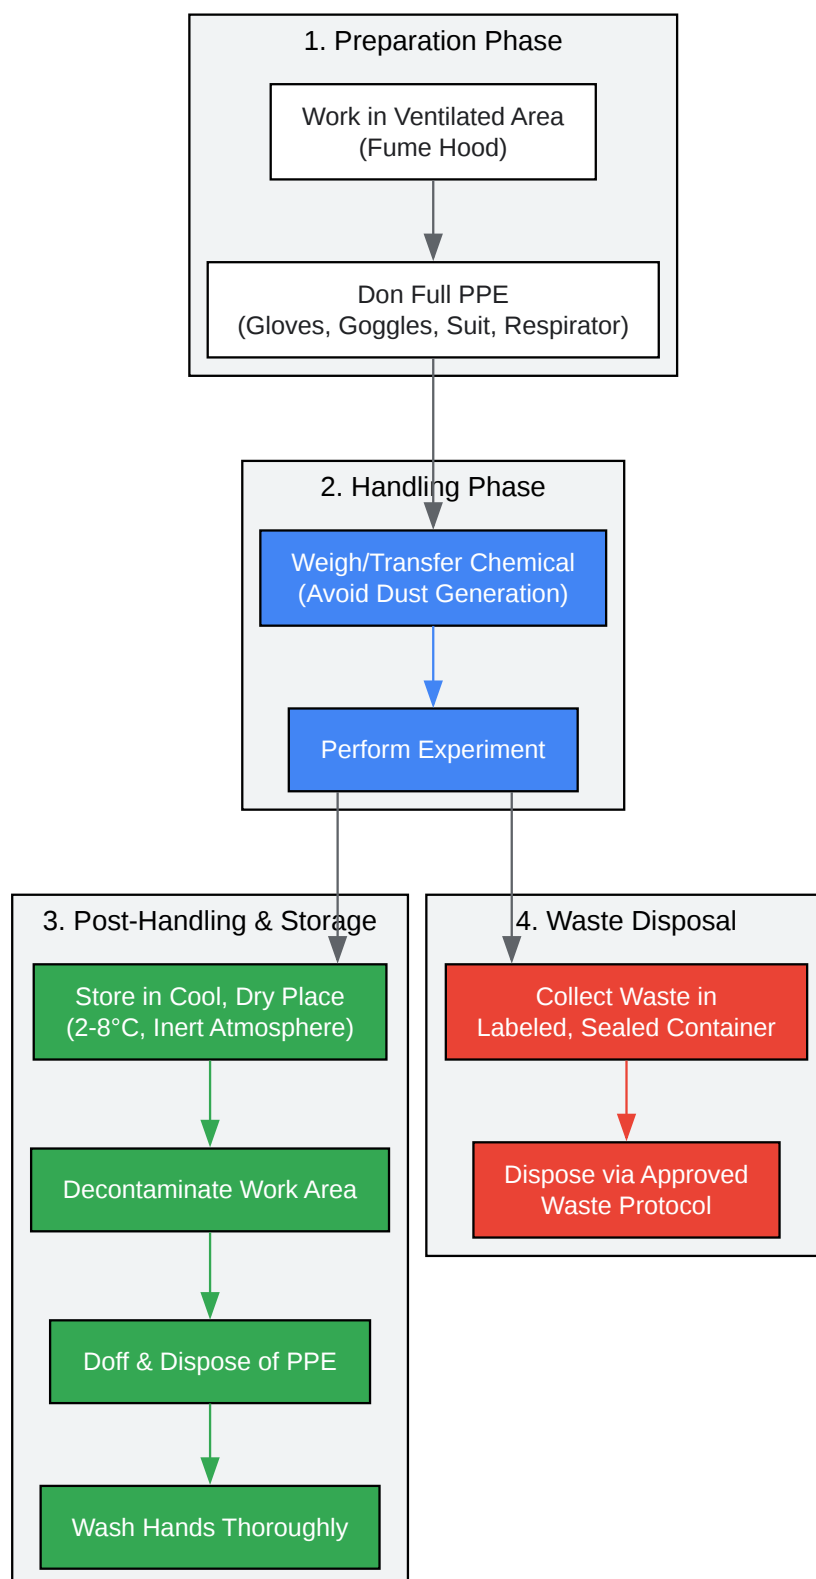 1. Preparation Phase
Work in Ventilated Area
(Fume Hood)
Don Full PPE
(Gloves, Goggles, Suit, Respirator)
2. Handling Phase
Weigh/Transfer Chemical
(Avoid Dust Generation)
Perform Experiment
3. Post-Handling & Storage
Store in Cool, Dry Place
(2-8°C, Inert Atmosphere)
Decontaminate Work Area
Doff & Dispose of PPE
Wash Hands Thoroughly
4. Waste Disposal
Collect Waste in
Labeled, Sealed Container
Dispose via Approved
Waste Protocol